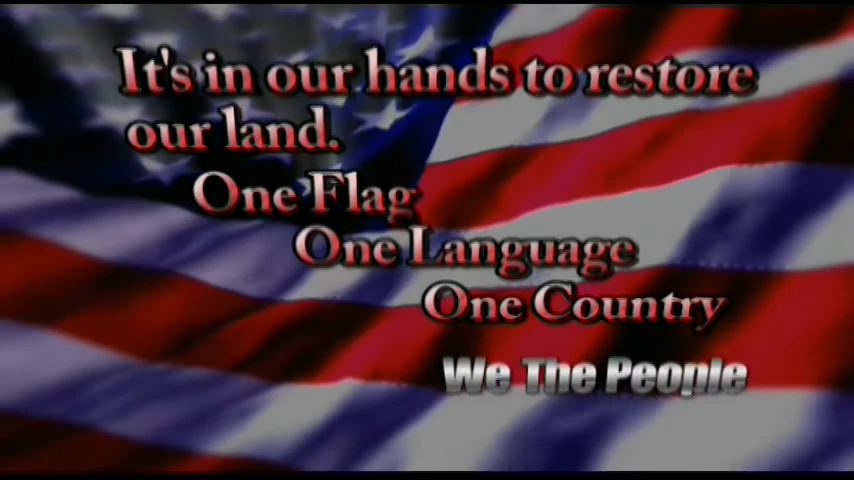 It's in our hands to restore
our land.
One Flag
One Language
One Country
We The People